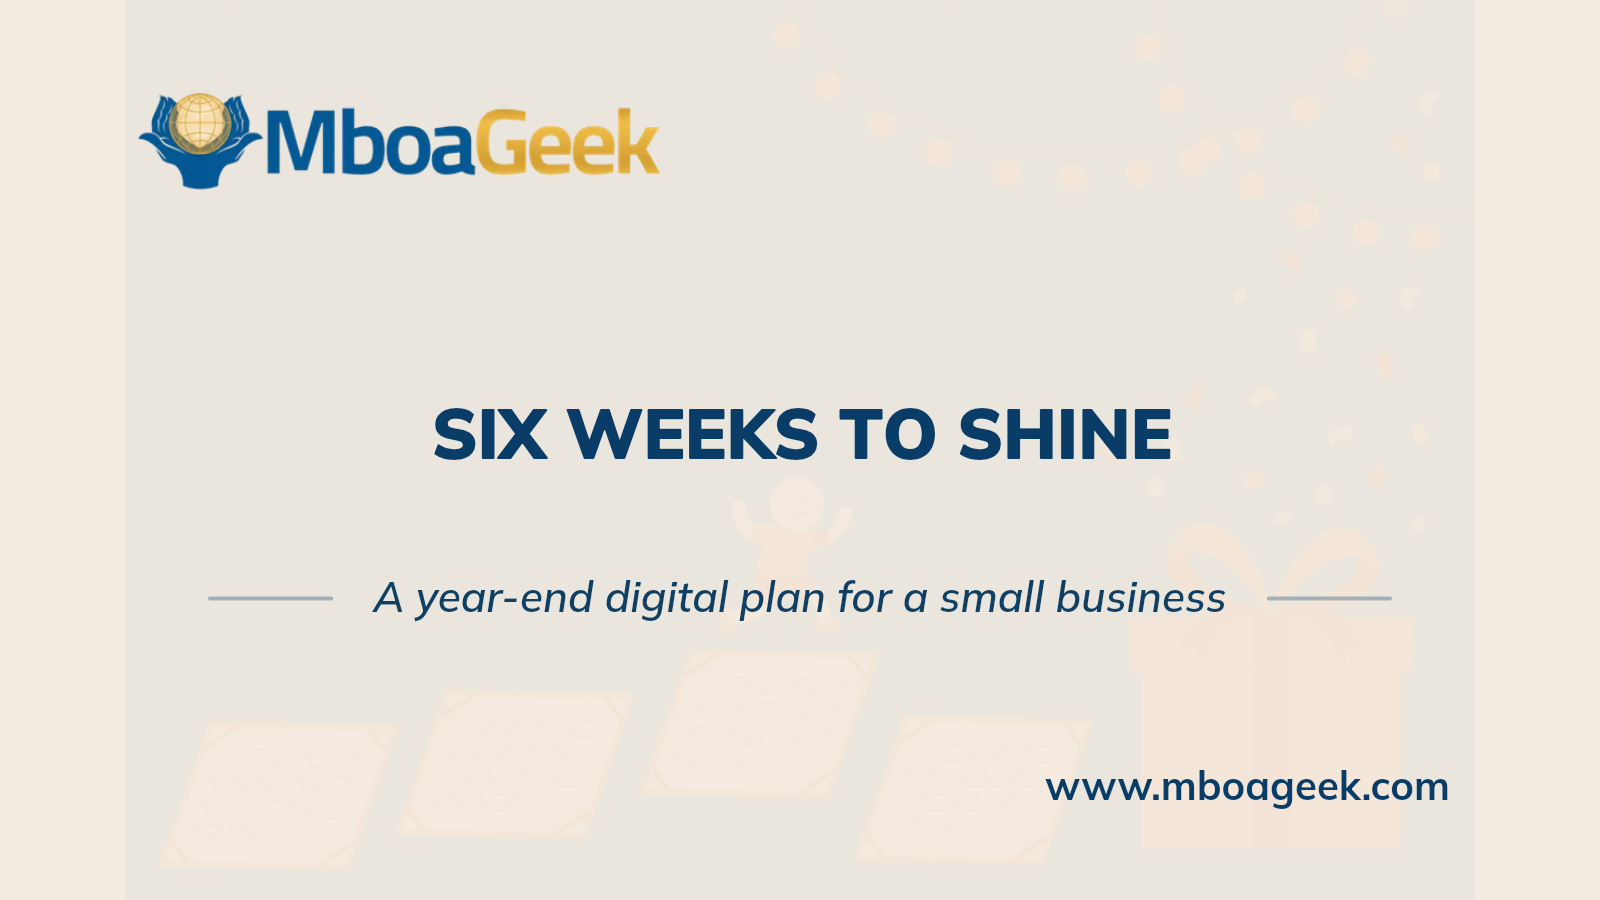 MboaGeek
SIX WEEKS TO SHINE
A year-end digital plan for a small business
www.mboageek.com